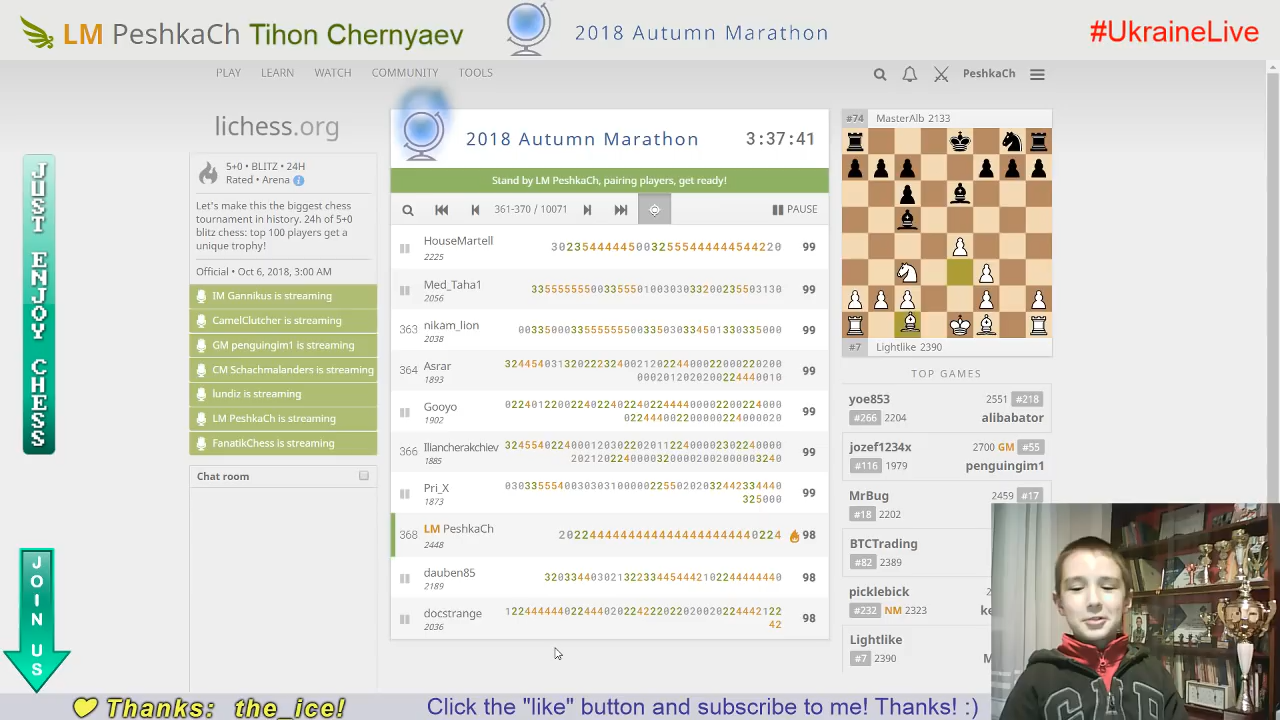 LM PeshkaCh Tihon Chernyaev
2018 Autumn Marathon
#UkraineLive
PLAY LEARN WATCH COMMUNITY TOOLS
PeshkaCh
lichess.org
5+0 • BLITZ • 24H
Rated • Arena
Let's make this the biggest chess
tournament in history. 24h of 5+0
blitz chess: top 100 players get a
unique trophy!
Official • Oct 6, 2018, 3:00 AM
IM Gannikus is streaming
CamelClutcher is streaming
GM penguingim1 is streaming
CM Schachmalanders is streaming
lundiz is streaming
LM PeshkaCh is streaming
FanatikChess is streaming
Chat room
JUST ENJOY CHESS
JOIN US
2018 Autumn Marathon 3:37:41
Stand by LM PeshkaCh, pairing players, get ready!
361-370 / 10071 PAUSE
HouseMartell 99
2225
Med_Taha1 99
2056
363 nikam_lion 99
2038
364 Asrar 99
1893
Gooyo 99
1902
366 99
1885
Pri_X 99
1873
368 LM PeshkaCh 98
2448
dauben85 98
2189
docstrange 98
2036
#74 MasterAlb 2133
#7 Lightlike 2390
TOP GAMES
yoe853 2551 #218
#266 2204 alibabator
jozef1234x 2700 GM #55
#116 1979 penguingim1
MrBug 2459 #17
#18 2202
BTCTrading
#82 2389
picklebick
#232 NM 2323
Lightlike
#7 2390
GAP
Thanks: the_ice!
Click the "like" button and subscribe to me! Thanks! :)